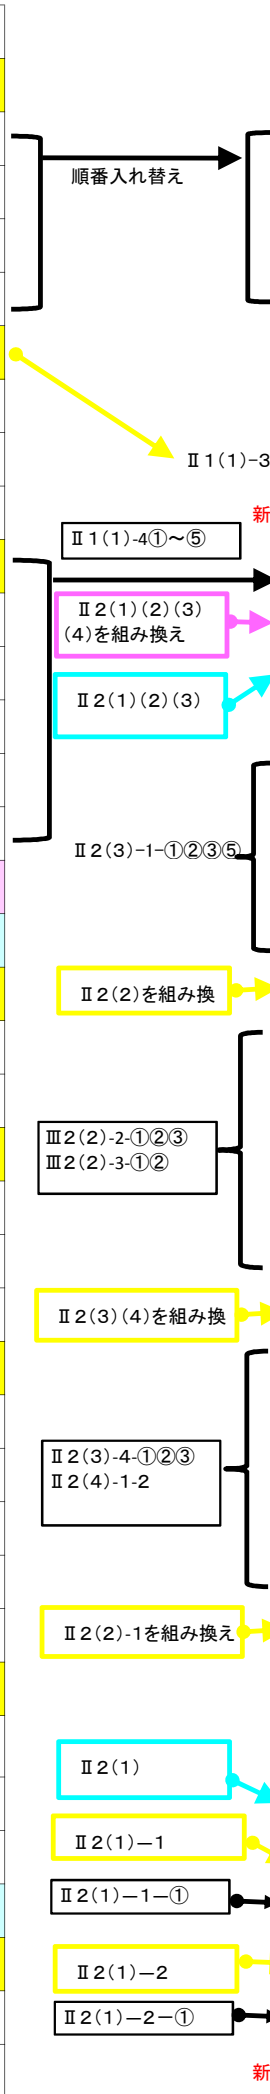 順番入れ替え
Ⅱ1(1)-3
新
Ⅱ1(1)-4①～⑤
Ⅱ2(1)(2)(3)
(4)を組み換え
Ⅱ2(1)(2)(3)
Ⅱ2(3)-1-①②③⑤
Ⅱ2(2)を組み換
Ⅲ2(2)-2-①②③
Ⅲ2(2)-3-①②
Ⅱ2(3)(4)を組み換
Ⅱ2(3)-4-①②③
Ⅱ2(4)-1-2
Ⅱ2(2)-1を組み換え
Ⅱ2(1)
Ⅱ2(1)－1
Ⅱ2(1)－1－①
Ⅱ2(1)－2
Ⅱ2(1)－2－①
新